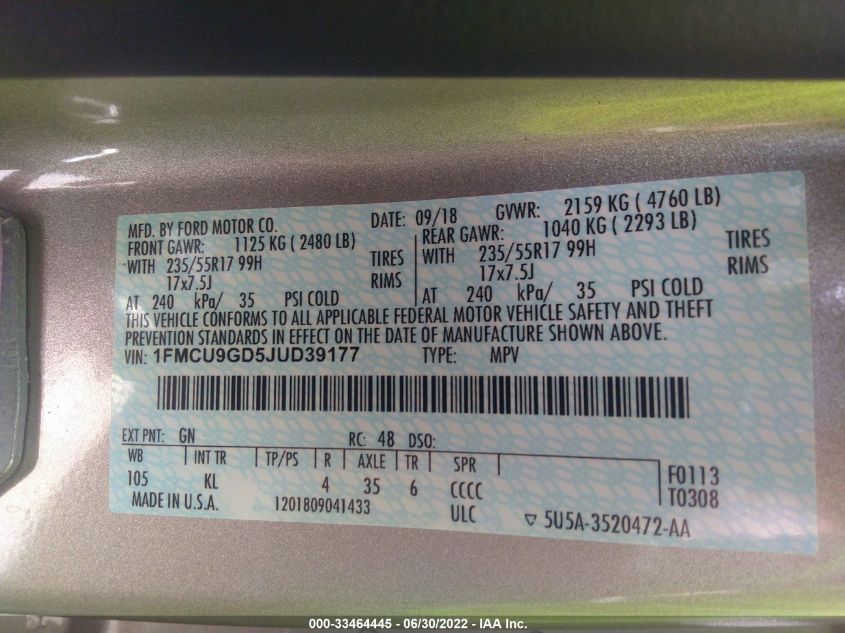 MFD. BY FORD MOTOR CO. DATE: 09/18 GVWR: 2159 KG ( 4760 LB)
FRONT GAWR: 1125 KG ( 2480 LB) REAR GAWR: 1040 KG ( 2293 LB)
WITH 235/55R17 99H TIRES WITH 235/55R17 99H TIRES
17x7.5J RIMS 17x7.5J RIMS
AT 240 kPa/ 35 PSI COLD AT 240 kPa/ 35 PSI COLD
THIS VEHICLE CONFORMS TO ALL APPLICABLE FEDERAL MOTOR VEHICLE SAFETY AND THEFT
PREVENTION STANDARDS IN EFFECT ON THE DATE OF MANUFACTURE SHOWN ABOVE.
VIN: 1FMCU9GD5JUD39177 TYPE: MPV
EXT PNT: GN RC: 48 DSO:
WB INT TR TP/PS R AXLE TR SPR
105 KL 4 35 6 CCCC F0113
MADE IN U.S.A. 1201809041433 ULC T0308
5U5A-3520472-AA
000-33464445 - 06/30/2022 - IAA Inc.